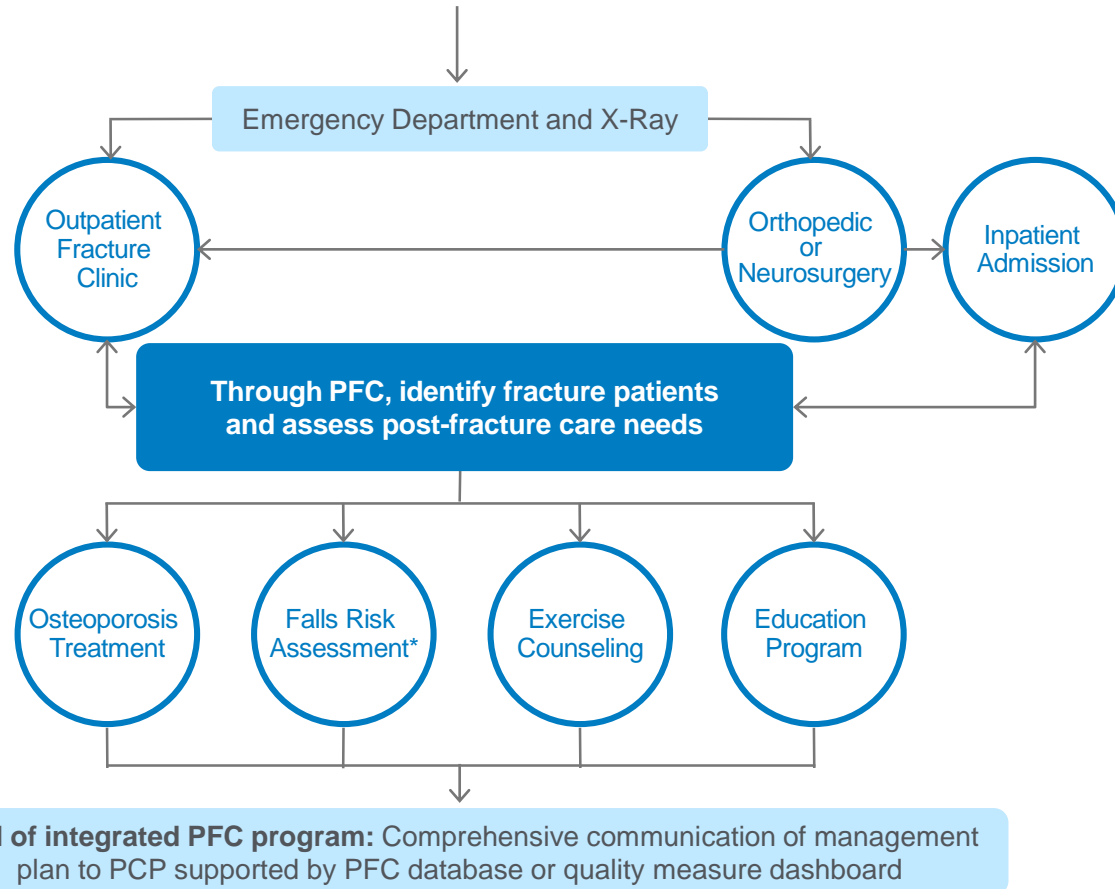 Emergency Department and X-Ray
Outpatient
Fracture
Clinic
Orthopedic
or
Neurosurgery
Inpatient
Admission
Through PFC, identify fracture patients
and assess post-fracture care needs
Osteoporosis
Treatment
Falls Risk
Assessment*
Exercise
Counseling
Education
Program
of integrated PFC program: Comprehensive communication of management
plan to PCP supported by PFC database or quality measure dashboard